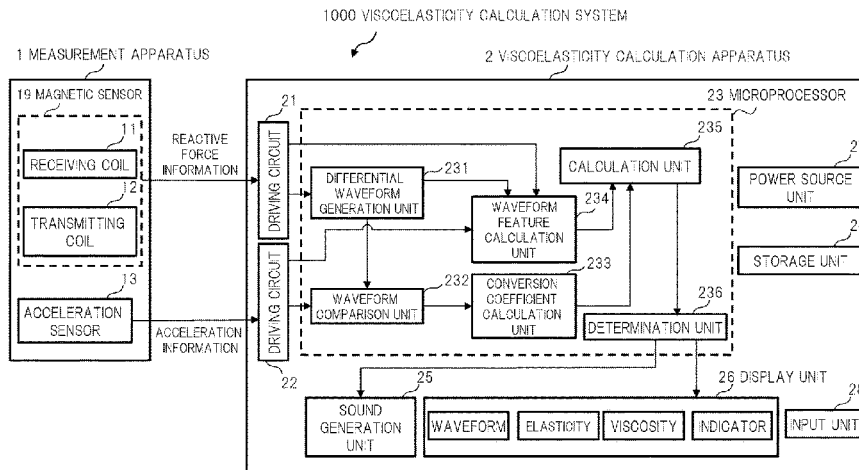 1000 VISCOELASTICITY CALCULATION SYSTEM
1 MEASUREMENT APPARATUS
2 VISCOELASTICITY CALCULATION APPARATUS
19 MAGNETIC SENSOR
11
RECEIVING COIL
12
TRANSMITTING
COIL
13
ACCELERATION
SENSOR
REACTIVE
FORCE
INFORMATION
ACCELERATION
INFORMATION
21
DRIVING CIRCUIT
DRIVING CIRCUIT
22
23 MICROPROCESSOR
231
DIFFERENTIAL
WAVEFORM
GENERATION UNIT
232
WAVEFORM
COMPARISON UNIT
234
WAVEFORM
FEATURE
CALCULATION
UNIT
233
CONVERSION
COEFFICIENT
CALCULATION
UNIT
235
CALCULATION UNIT
236
DETERMINATION UNIT
POWER SOURCE
UNIT
STORAGE UNIT
25
SOUND
GENERATION
UNIT
26 DISPLAY UNIT
WAVEFORM
ELASTICITY
VISCOSITY
INDICATOR
INPUT UNIT